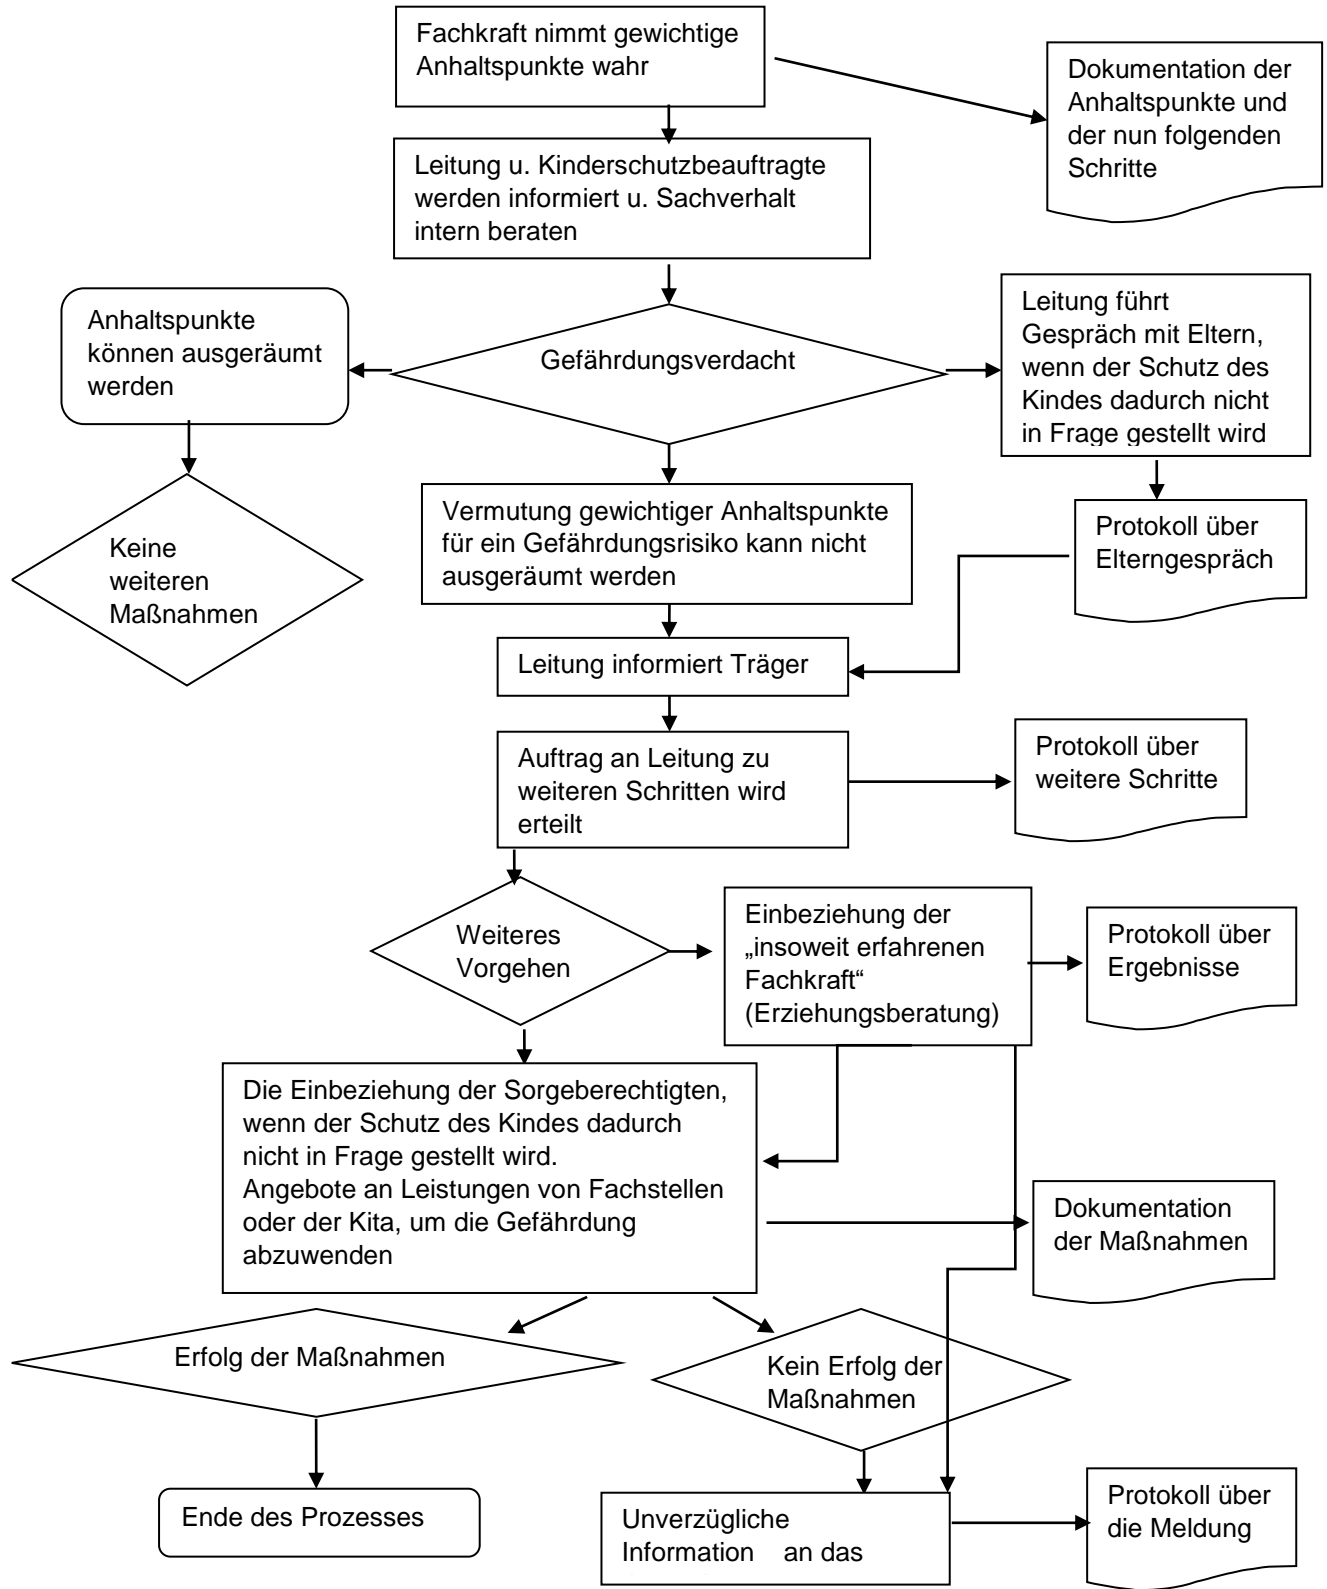 Fachkraft nimmt gewichtige
Anhaltspunkte wahr
Dokumentation der
Anhaltspunkte und
der nun folgenden
Schritte
Leitung u. Kinderschutzbeauftragte
werden informiert u. Sachverhalt
intern beraten
Anhaltspunkte
können ausgeräumt
werden
Gefährdungsverdacht
Leitung führt
Gespräch mit Eltern,
wenn der Schutz des
Kindes dadurch nicht
in Frage gestellt wird
Keine
weiteren
Maßnahmen
Vermutung gewichtiger Anhaltspunkte
für ein Gefährdungsrisiko kann nicht
ausgeräumt werden
Protokoll über
Elterngespräch
Leitung informiert Träger
Auftrag an Leitung zu
weiteren Schritten wird
erteilt
Protokoll über
weitere Schritte
Weiteres
Vorgehen
Einbeziehung der
„insoweit erfahrenen
Fachkraft“
(Erziehungsberatung)
Protokoll über
Ergebnisse
Die Einbeziehung der Sorgeberechtigten,
wenn der Schutz des Kindes dadurch
nicht in Frage gestellt wird.
Angebote an Leistungen von Fachstellen
oder der Kita, um die Gefährdung
abzuwenden
Dokumentation
der Maßnahmen
Erfolg der Maßnahmen
Kein Erfolg der
Maßnahmen
Ende des Prozesses
Unverzügliche
Information an das
Protokoll über
die Meldung